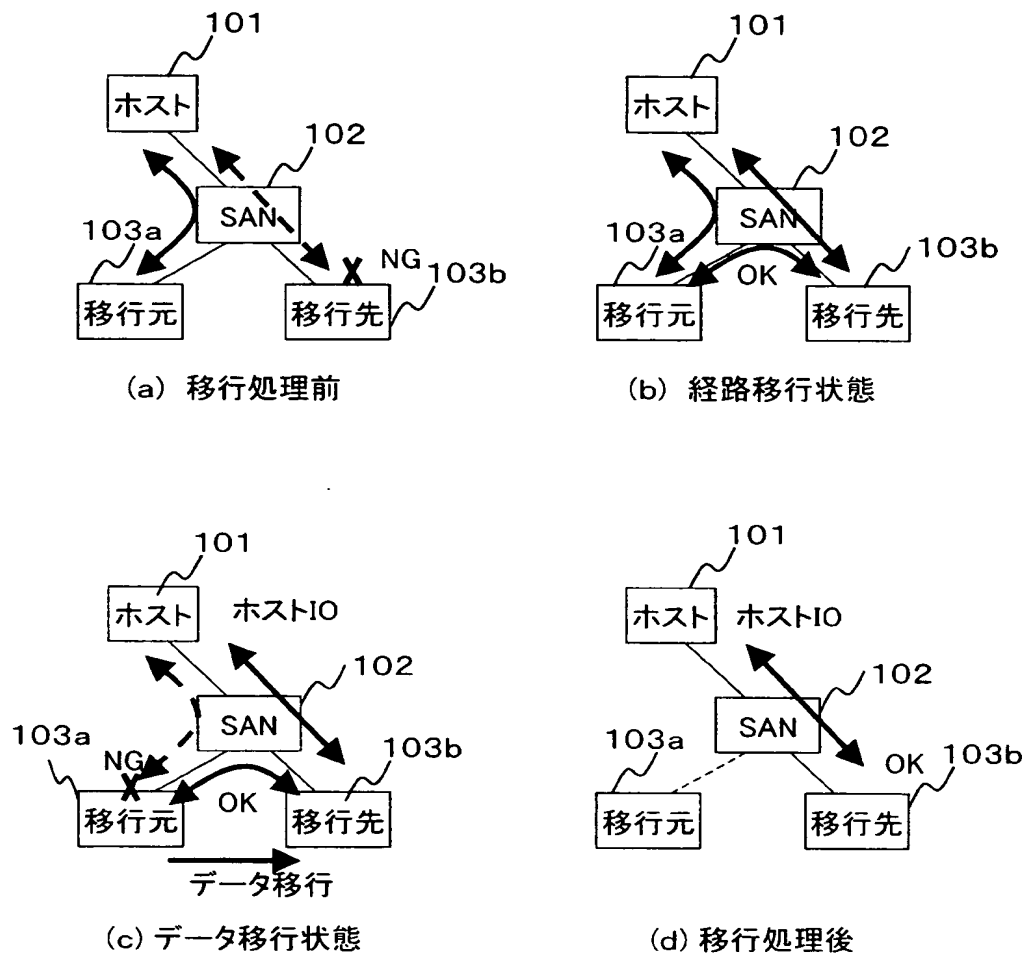 101
ホスト
102
SAN
103a
NG
103b
移行元
移行先
(a) 移行処理前
101
ホスト
102
SAN
103a
103b
OK
移行元
移行先
(b) 経路移行状態
101
ホスト
ホストIO
102
SAN
103a
NG
103b
OK
移行元
移行先
データ移行
(c) データ移行状態
101
ホスト
ホストIO
102
SAN
103a
OK
103b
移行元
移行先
(d) 移行処理後